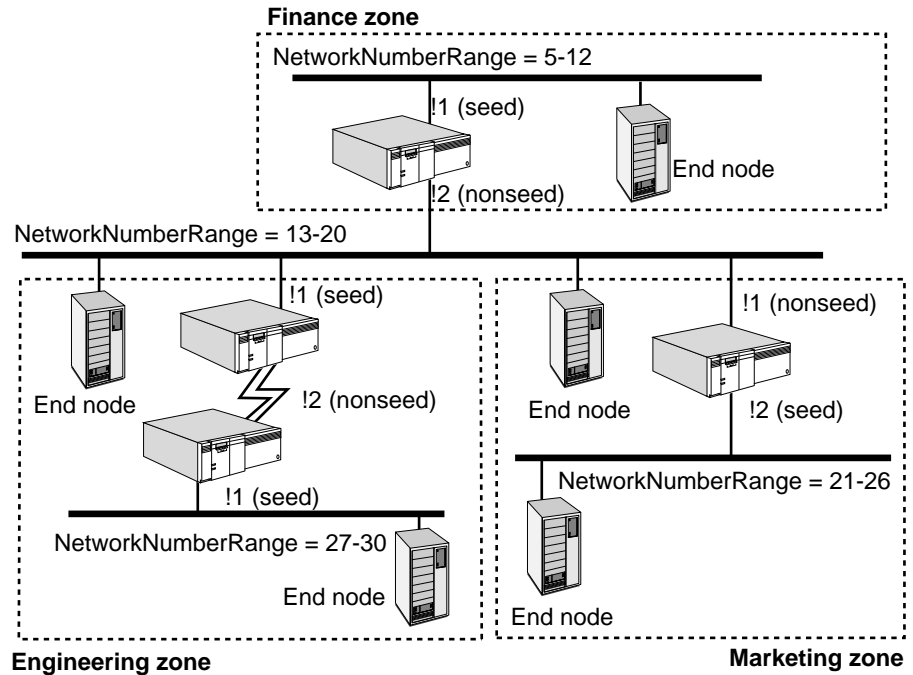 Finance zone
NetworkNumberRange = 5-12
!1 (seed)
End node
!2 (nonseed)
NetworkNumberRange = 13-20
!1 (seed)
!1 (nonseed)
End node
!2 (nonseed)
End node
!2 (seed)
!1 (seed)
NetworkNumberRange = 21-26
NetworkNumberRange = 27-30
End node
End node
Engineering zone
Marketing zone